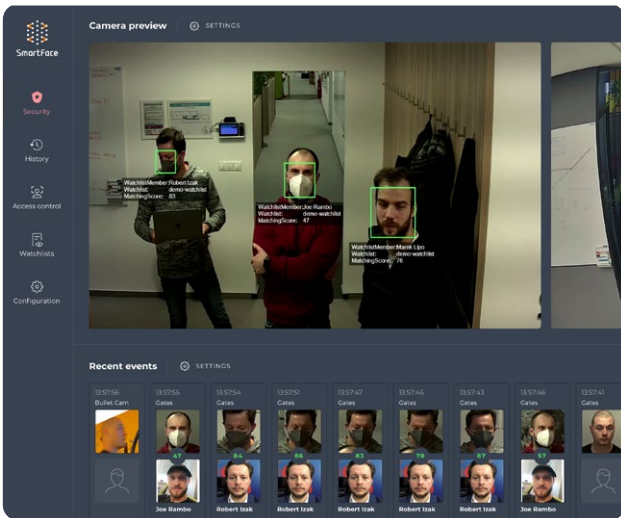 SmartFace
Camera preview
SETTINGS
Security
History
Access control
Watchlists
Configuration
WatchlistMember:Robert Izak
Watchlist: demo-watchlist
MatchingScore: 83
WatchlistMember:Joe Rambo
Watchlist: demo-watchlist
MatchingScore: 47
WatchlistMember:Marek Lipo
Watchlist: demo-watchlist
MatchingScore: 76
Recent events
SETTINGS
13:57:56
Bullet Cam
13:57:55
Gates
47
Joe Rambo
13:57:54
Gates
84
Robert Izak
13:57:51
Gates
86
Robert Izak
13:57:47
Gates
83
Robert Izak
13:57:46
Gates
78
Robert Izak
13:57:43
Gates
87
Robert Izak
13:57:46
Gates
57
Joe Rambo
13:57:41
Gates